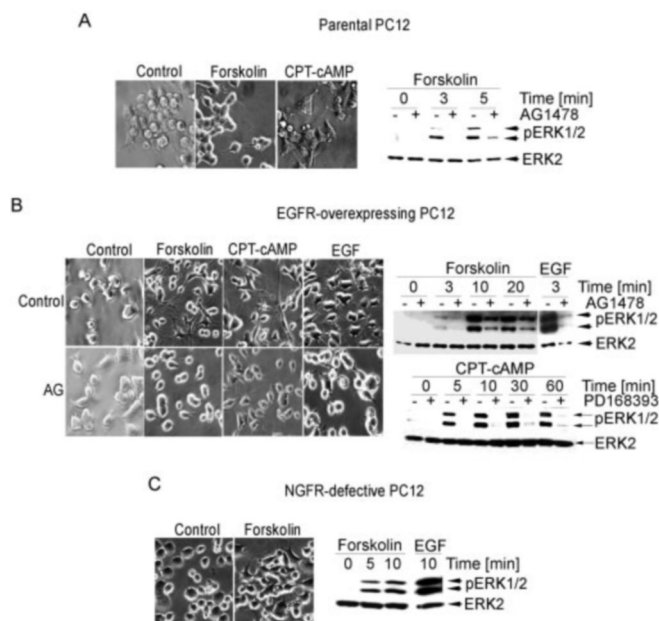 A
Parental PC12
Control Forskolin CPT-cAMP
Forskolin
0 3 5 Time [min]
- + - + - + AG1478
pERK1/2
ERK2
B
EGFR-overexpressing PC12
Control Forskolin CPT-cAMP EGF
Control
AG
Forskolin EGF
0 3 10 20 3 Time [min]
- + - + - + - + - + AG1478
pERK1/2
ERK2
CPT-cAMP
0 5 10 30 60 Time [min]
- + - + - + - + - + PD168393
pERK1/2
ERK2
C
NGFR-defective PC12
Control Forskolin
Forskolin EGF
0 5 10 10 Time [min]
pERK1/2
ERK2